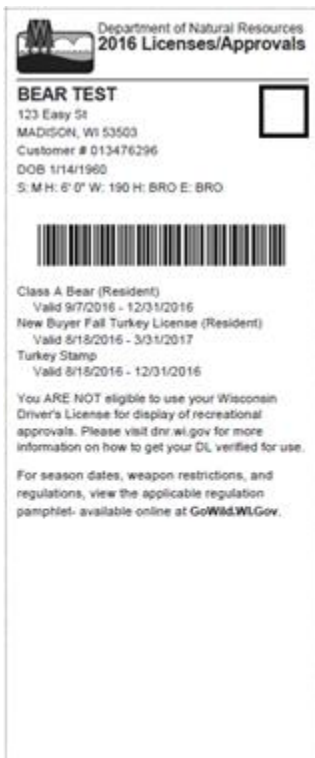 Department of Natural Resources
2016 Licenses/Approvals
BEAR TEST
123 Easy St
MADISON, WI 53503
Customer # 013476296
DOB 1/14/1960
S: M H: 6' 0" W: 190 H: BRO E: BRO
Class A Bear (Resident)
Valid 9/7/2016 - 12/31/2016
New Buyer Fall Turkey License (Resident)
Valid 8/18/2016 - 3/31/2017
Turkey Stamp
Valid 8/18/2016 - 12/31/2016
You ARE NOT eligible to use your Wisconsin
Driver's License for display of recreational
approvals. Please visit dnr.wi.gov for more
information on how to get your DL verified for use.
For season dates, weapon restrictions, and
regulations, view the applicable regulation
pamphlet- available online at GoWild.WI.Gov.